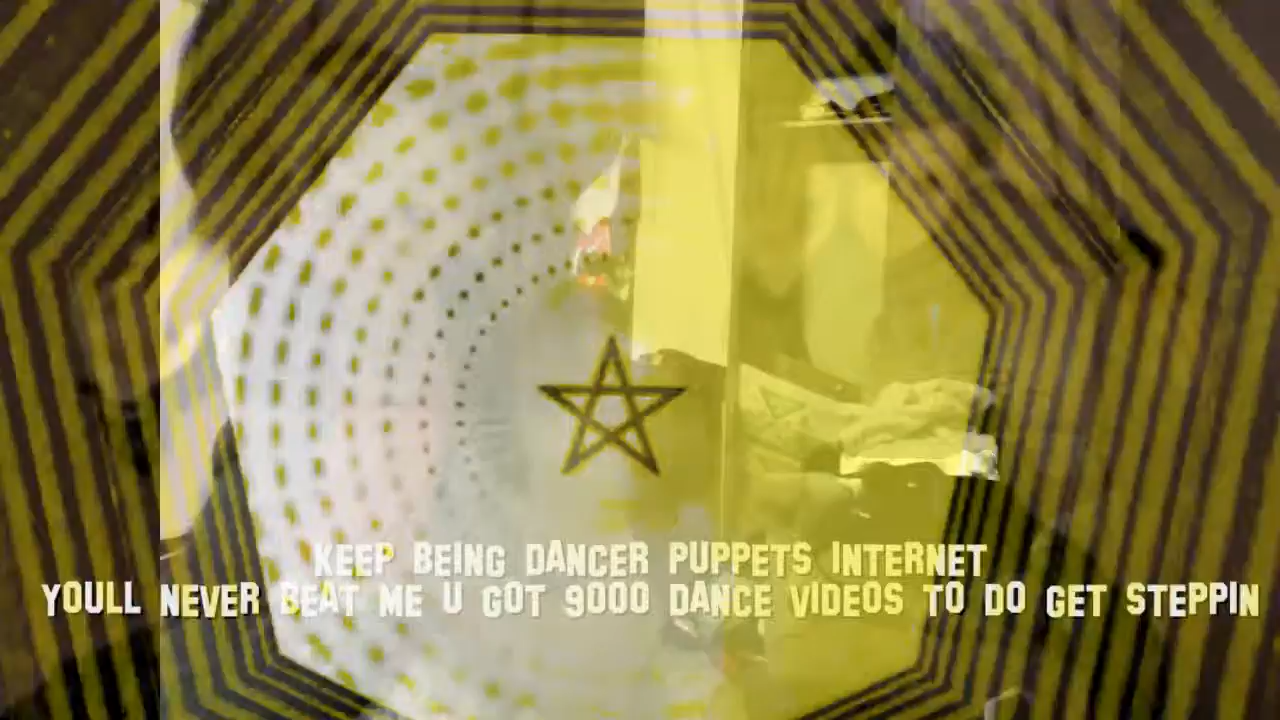 KEEP BEING DANCER PUPPETS INTERNET
YOULL NEVER BEAT ME U GOT 9000 DANCE VIDEOS TO DO GET STEPPIN